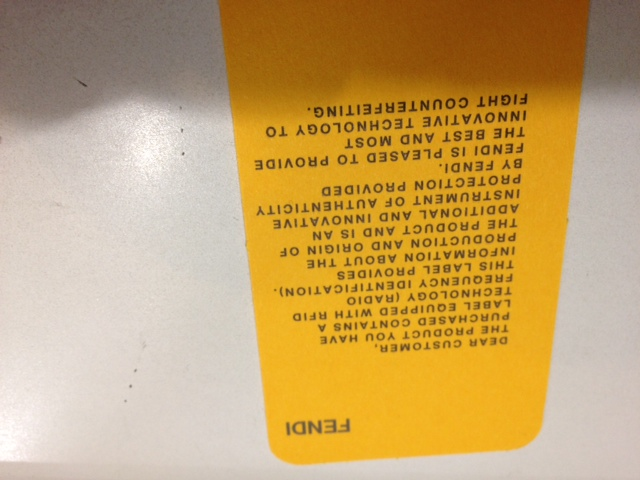 FENDI
DEAR CUSTOMER,
THE PRODUCT YOU HAVE
PURCHASED CONTAINS A
LABEL EQUIPPED WITH RFID
TECHNOLOGY (RADIO
FREQUENCY IDENTIFICATION).
THIS LABEL PROVIDES
INFORMATION ABOUT THE
PRODUCTION AND ORIGIN OF
THE PRODUCT AND IS AN
ADDITIONAL AND INNOVATIVE
INSTRUMENT OF AUTHENTICITY
PROTECTION PROVIDED
BY FENDI.
FENDI IS PLEASED TO PROVIDE
THE BEST AND MOST
INNOVATIVE TECHNOLOGY TO
FIGHT COUNTERFEITING.